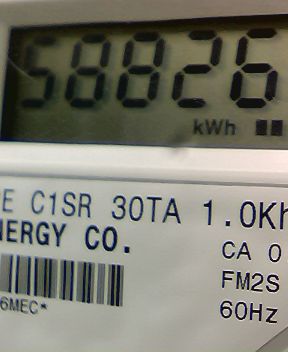 58826
kWh
E C1SR 30TA 1.0Kh
NERGY CO.
CA 0
FM2S
6MEC*
60Hz